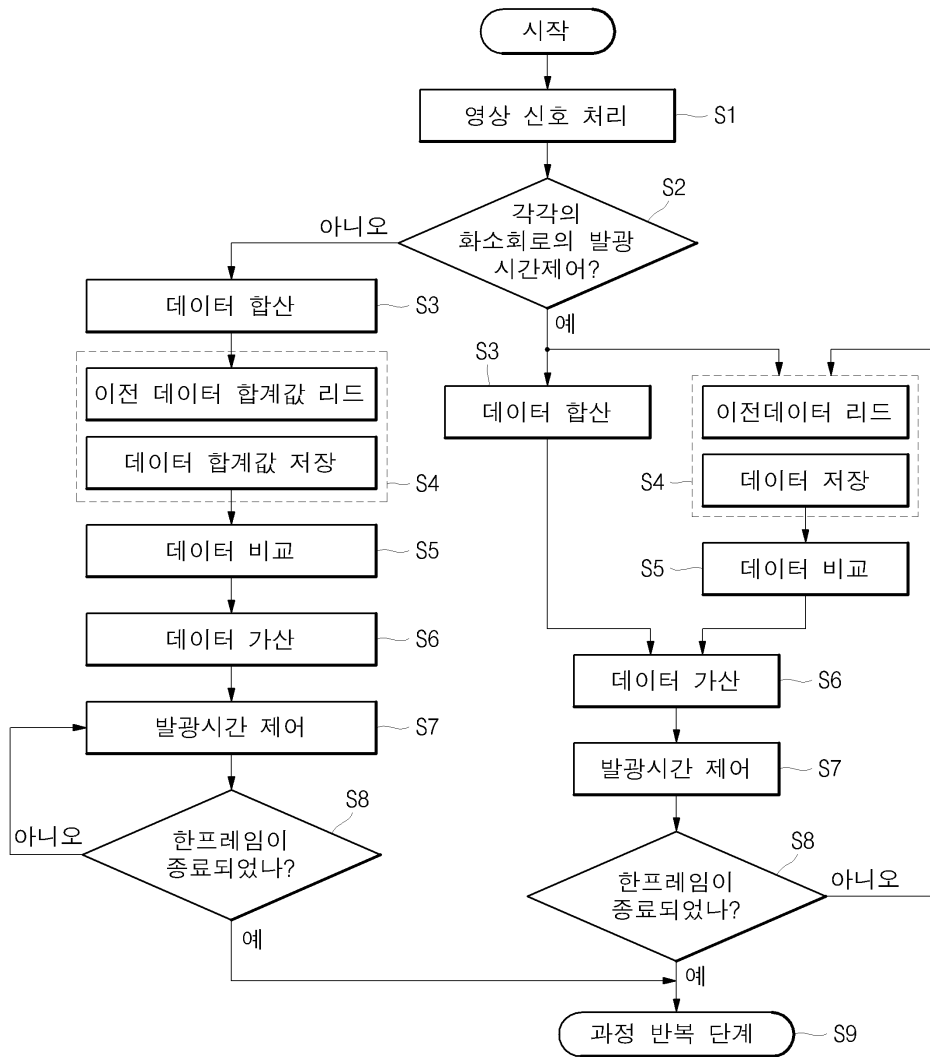 시작
영상 신호 처리
S1
S2
각각의
화소회로의 발광
시간제어?
아니오
예
데이터 합산
S3
이전 데이터 합계값 리드
데이터 합계값 저장
S4
데이터 비교
S5
데이터 가산
S6
발광시간 제어
S7
S8
한프레임이
종료되었나?
아니오
예
S3
데이터 합산
이전데이터 리드
데이터 저장
S4
데이터 비교
S5
데이터 가산
S6
발광시간 제어
S7
S8
한프레임이
종료되었나?
아니오
예
과정 반복 단계
S9